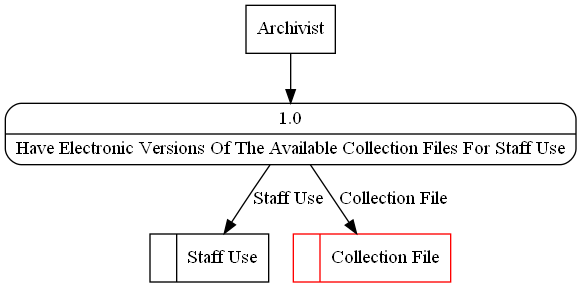 Archivist
1.0
Have Electronic Versions Of The Available Collection Files For Staff Use
Staff Use
Collection File
Staff Use
Collection File